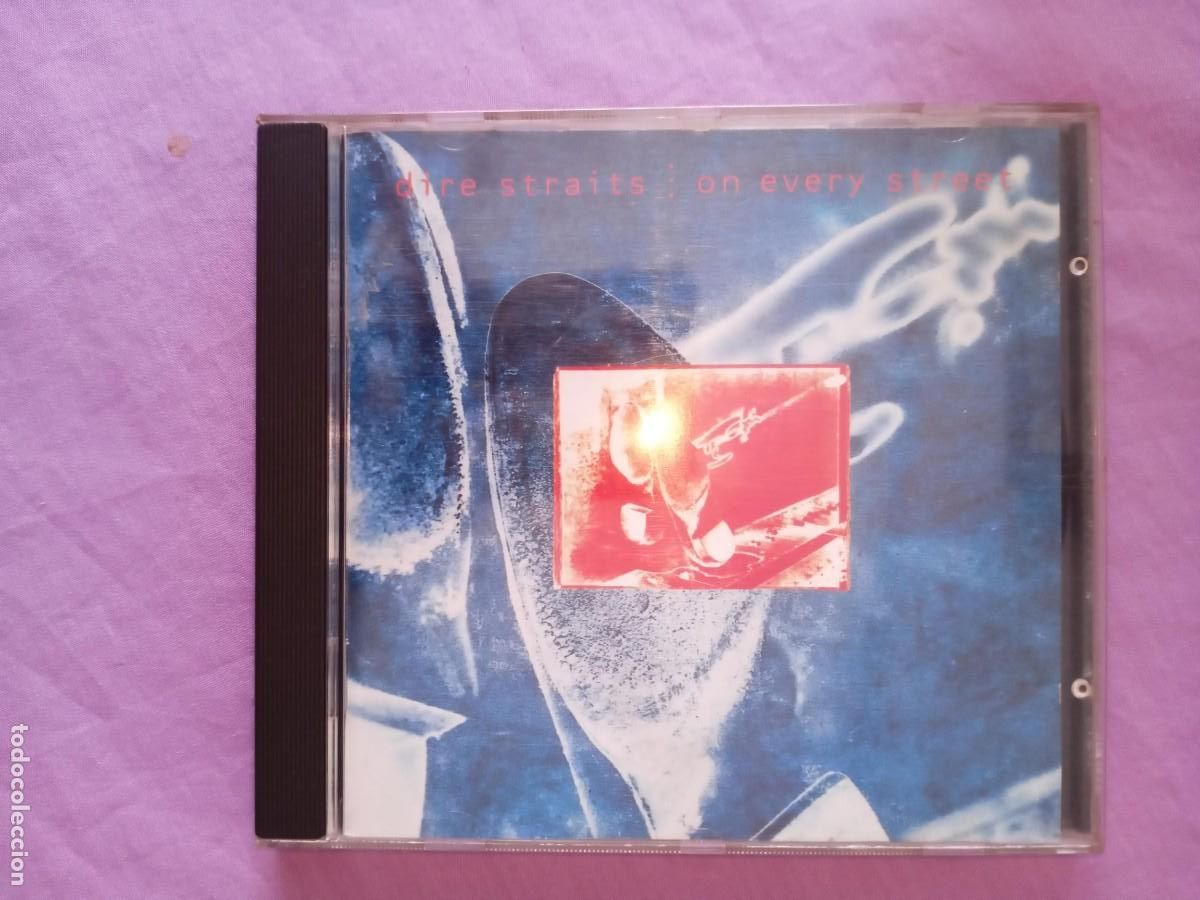 dire straits : on every street
todocoleccion